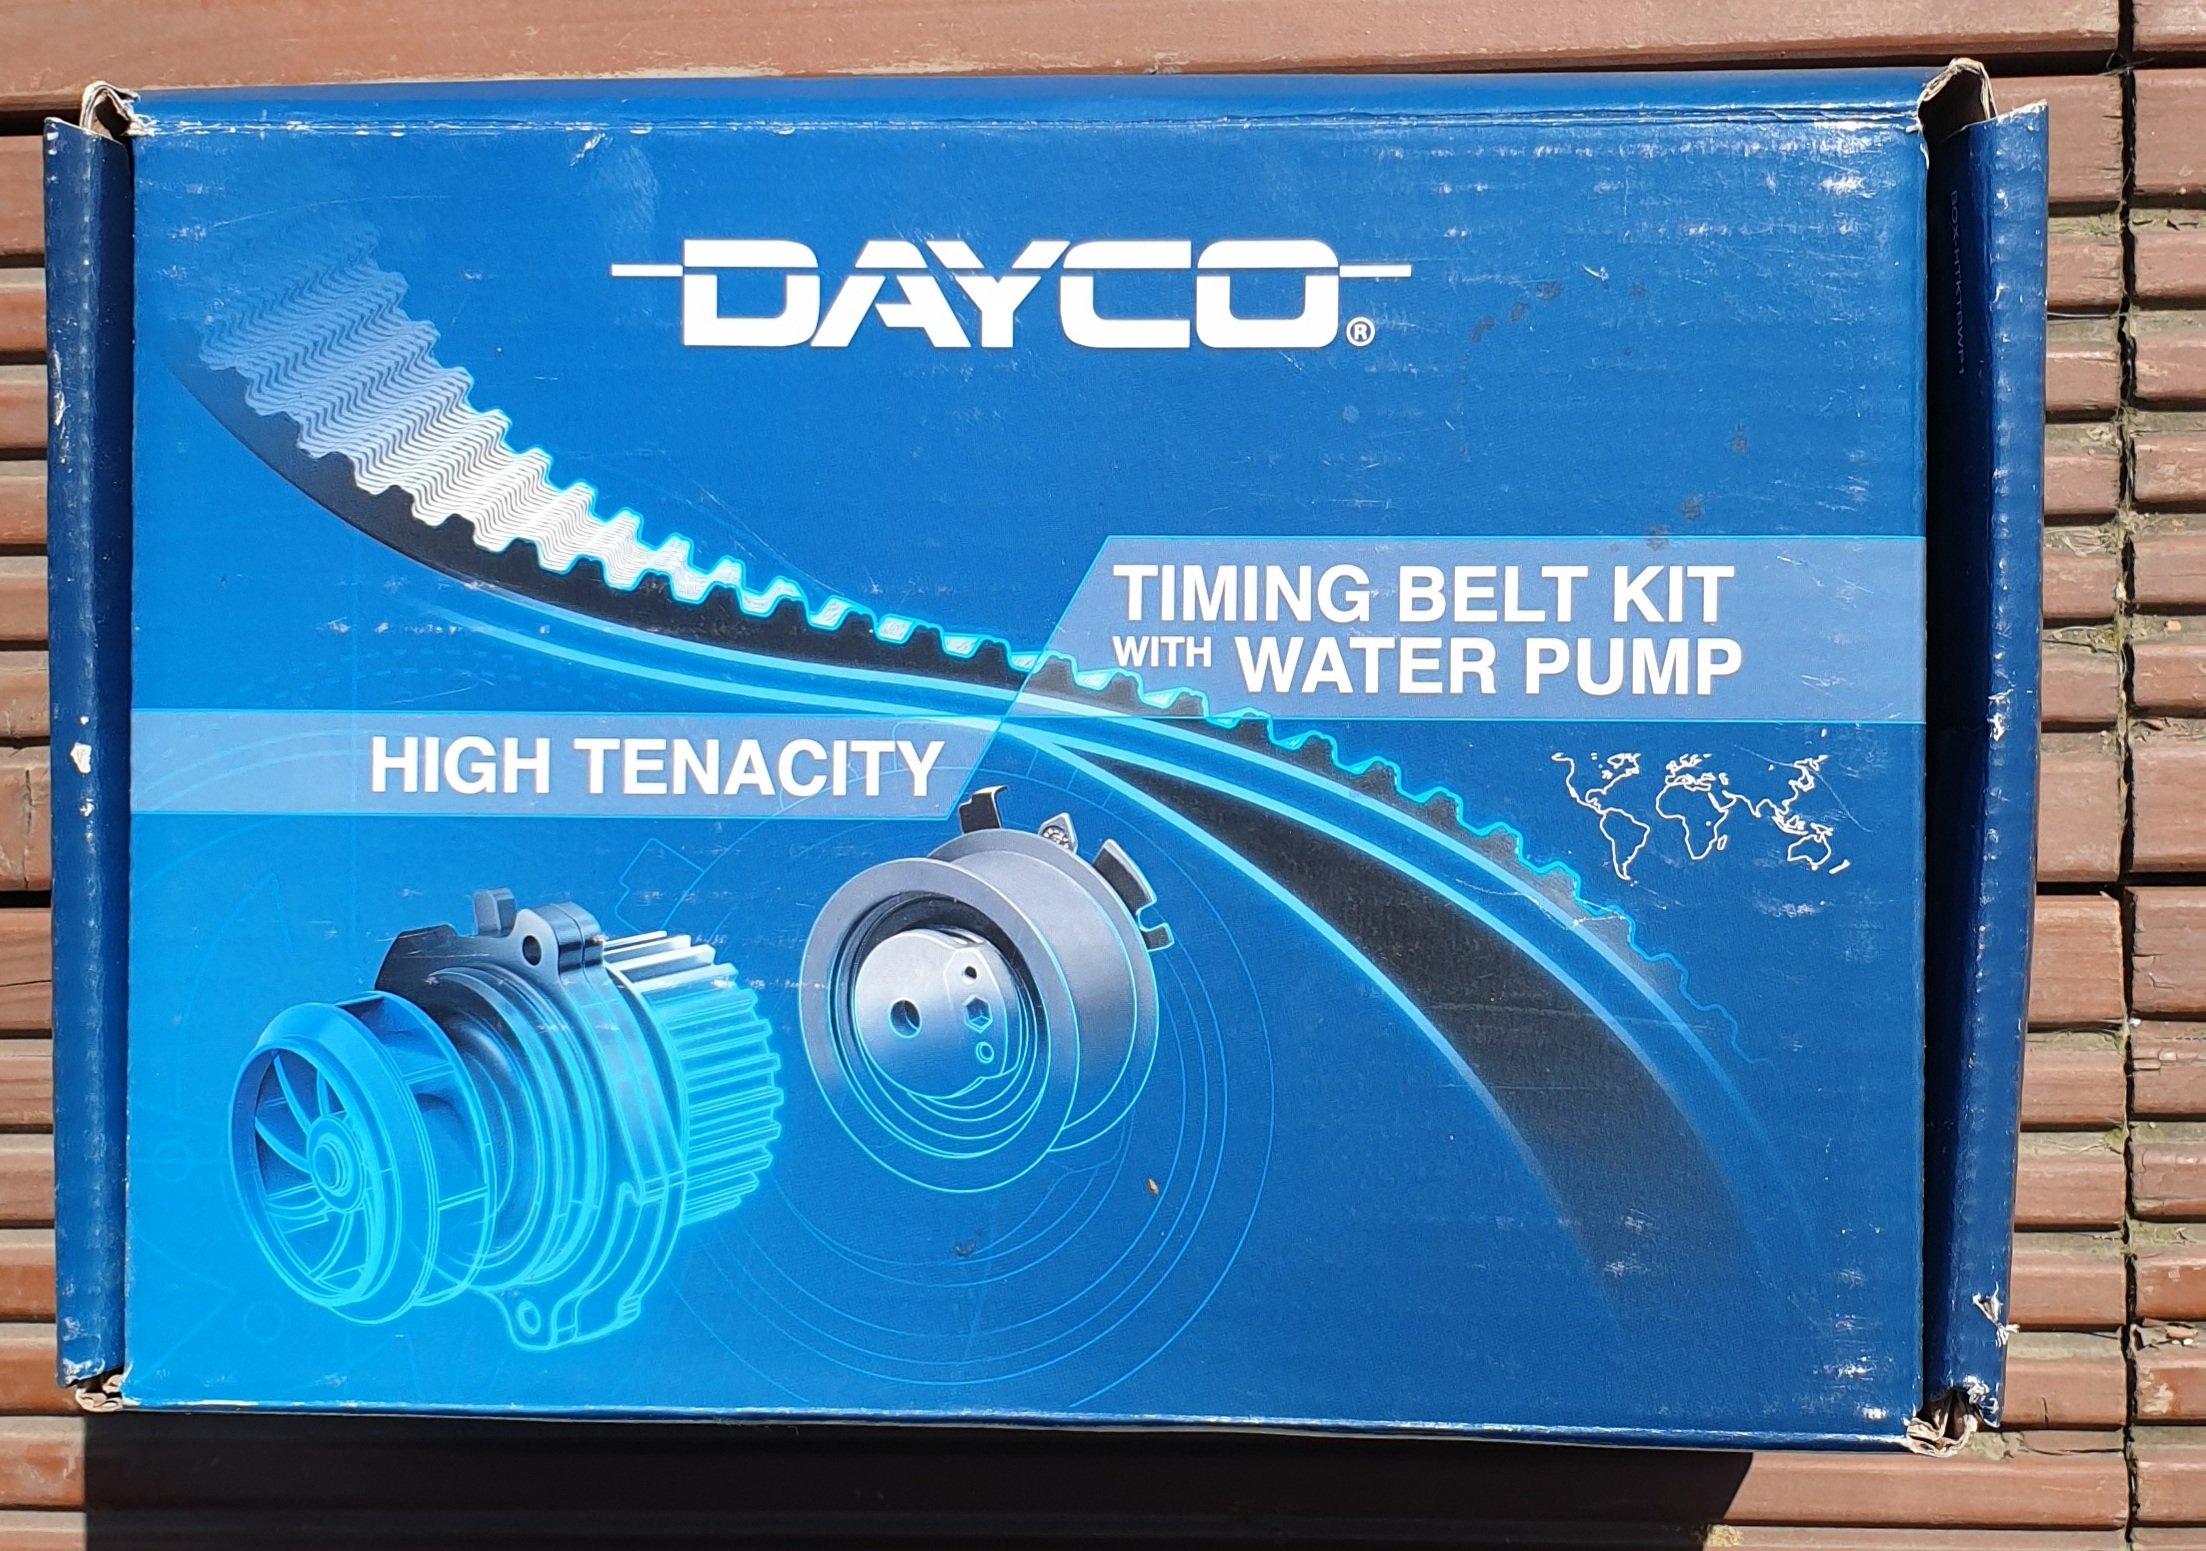 DAYCO®
TIMING BELT KIT
WITH WATER PUMP
HIGH TENACITY